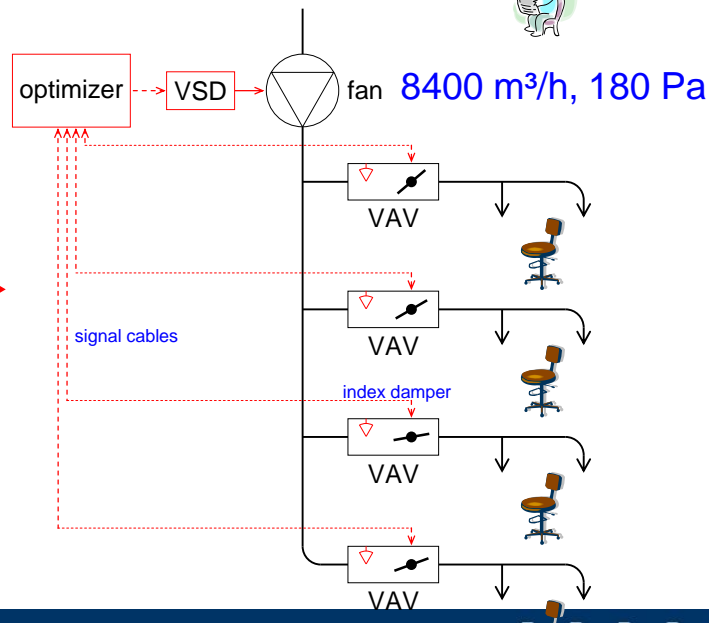 optimizer
VSD
fan
8400 m³/h, 180 Pa
VAV
VAV
signal cables
index damper
VAV
VAV